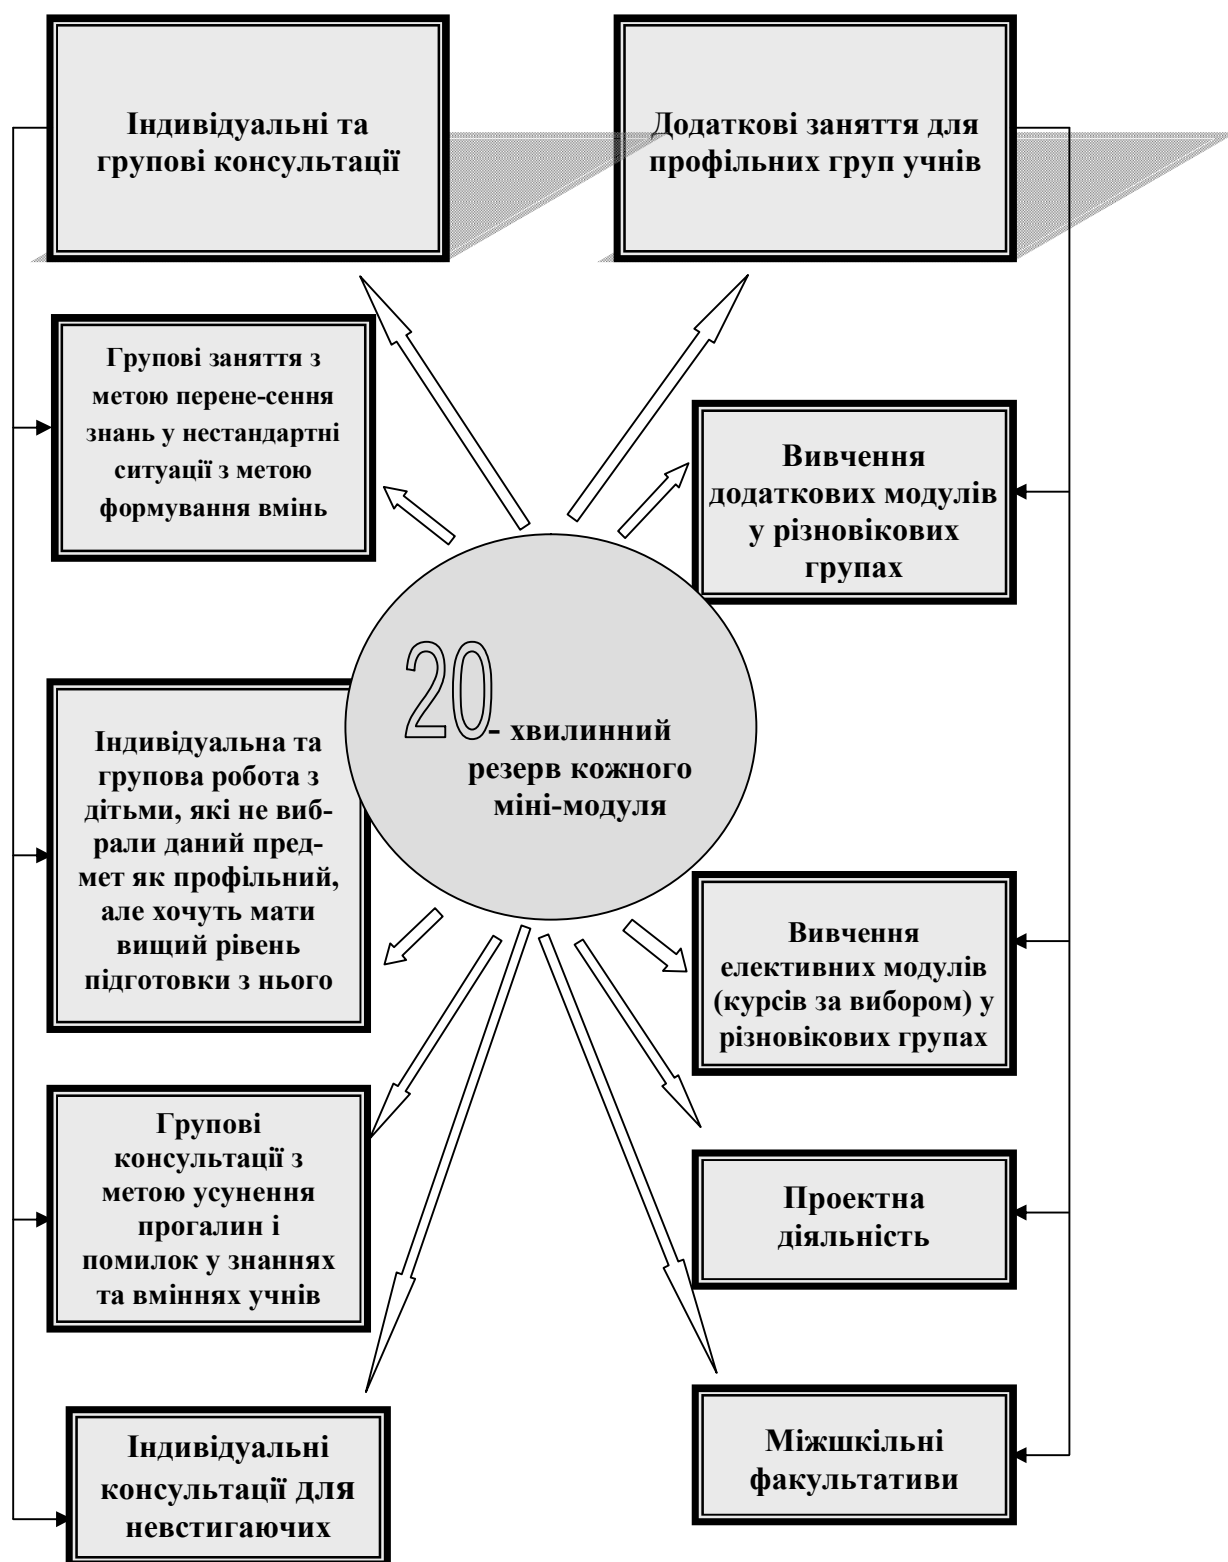 Індивідуальні та
групові консультації
Додаткові заняття для
профільних груп учнів
Групові заняття з
метою перене-сення
знань у нестандартні
ситуації з метою
формування вмінь
Вивчення
додаткових модулів
у різновікових
групах
20- хвилинний
резерв кожного
міні-модуля
Індивідуальна та
групова робота з
дітьми, які не виб-
рали даний пред-
мет як профільний,
але хочуть мати
вищий рівень
підготовки з нього
Вивчення
елективних модулів
(курсів за вибором) у
різновікових групах
Групові
консультації з
метою усунення
прогалин і
помилок у знаннях
та вміннях учнів
Проектна
діяльність
Індивідуальні
консультації для
невстигаючих
Міжшкільні
факультативи